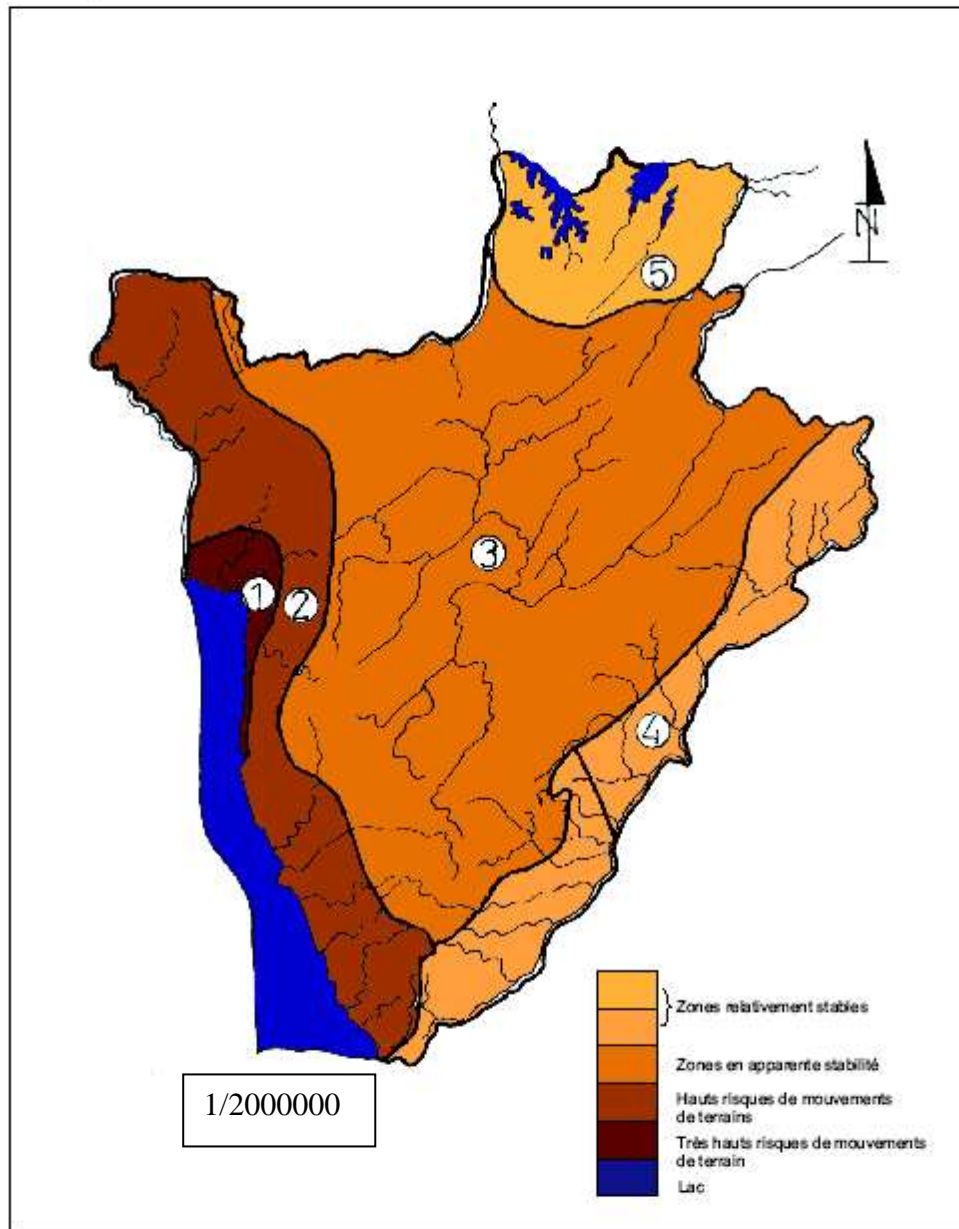 N
5
3
1
2
4
Zones relativement stables
Zones en apparente stabilité
1/2000000
Hauts risques de mouvements
de terrains
Très hauts risques de mouvements
de terrain
Lac